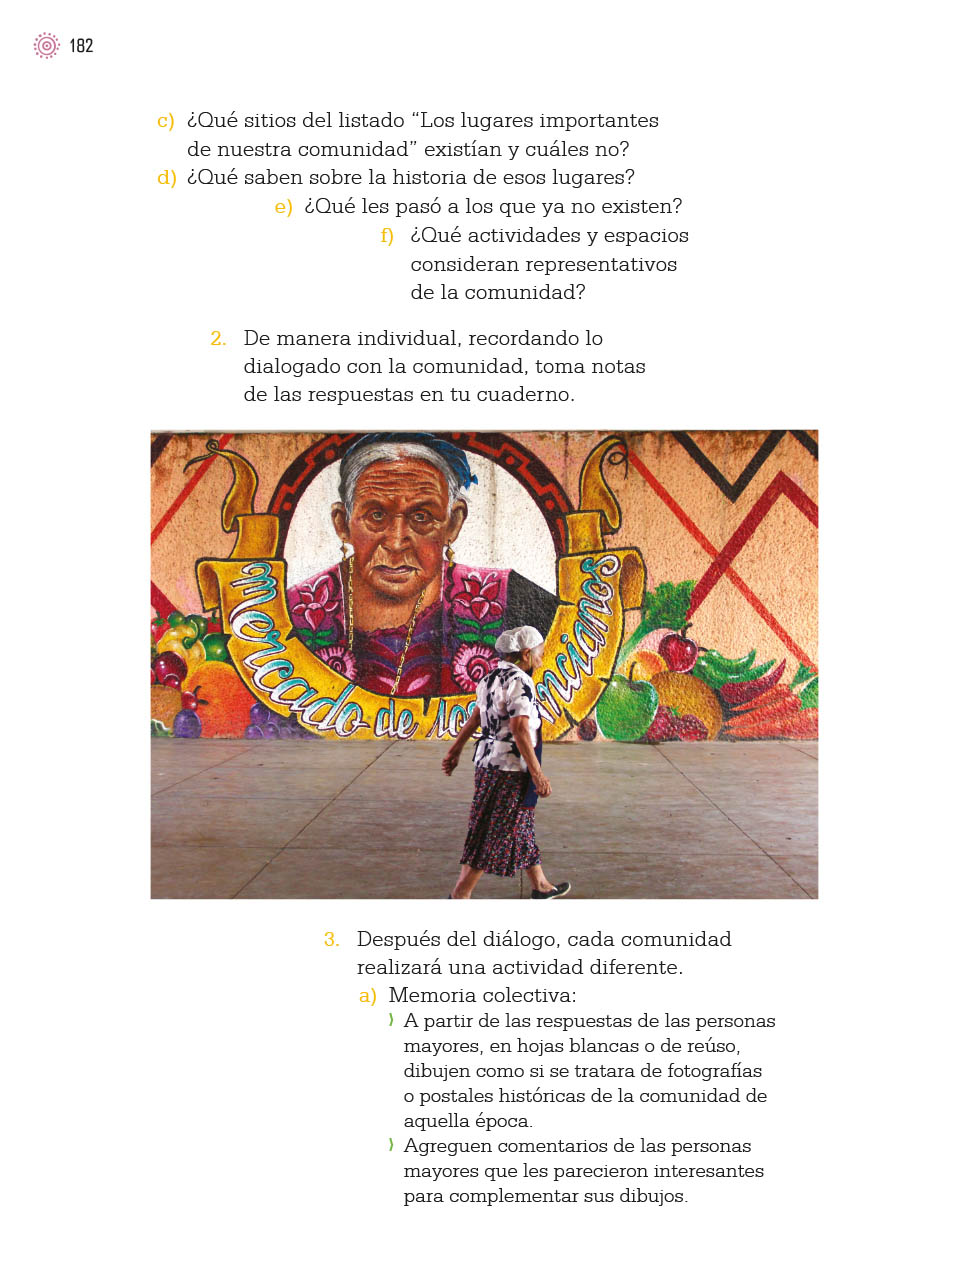 182
c) ¿Qué sitios del listado “Los lugares importantes
de nuestra comunidad” existían y cuáles no?
d) ¿Qué saben sobre la historia de esos lugares?
e) ¿Qué les pasó a los que ya no existen?
f) ¿Qué actividades y espacios
consideran representativos
de la comunidad?
2. De manera individual, recordando lo
dialogado con la comunidad, toma notas
de las respuestas en tu cuaderno.
Mercado de los Ancianos
3. Después del diálogo, cada comunidad
realizará una actividad diferente.
a) Memoria colectiva:
⟩ A partir de las respuestas de las personas
mayores, en hojas blancas o de reúso,
dibujen como si se tratara de fotografías
o postales históricas de la comunidad de
aquella época.
⟩ Agreguen comentarios de las personas
mayores que les parecieron interesantes
para complementar sus dibujos.